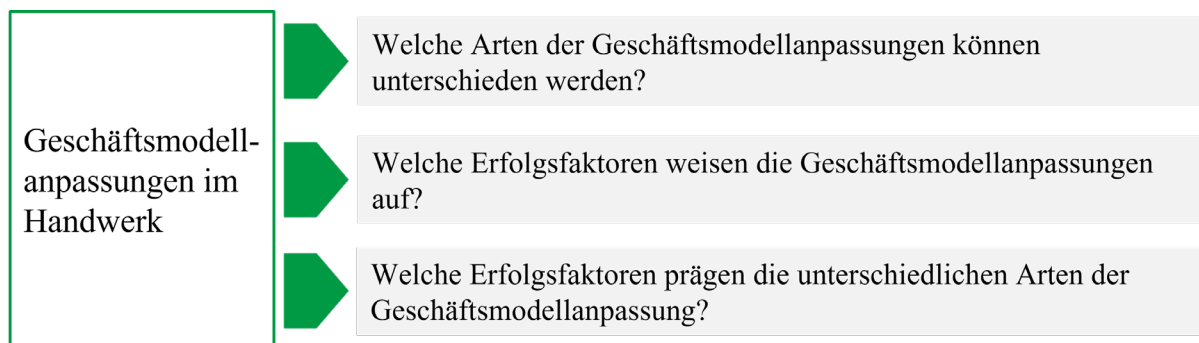 Geschäftsmodell-
anpassungen im
Handwerk
Welche Arten der Geschäftsmodellanpassungen können
unterschieden werden?
Welche Erfolgsfaktoren weisen die Geschäftsmodellanpassungen
auf?
Welche Erfolgsfaktoren prägen die unterschiedlichen Arten der
Geschäftsmodellanpassung?